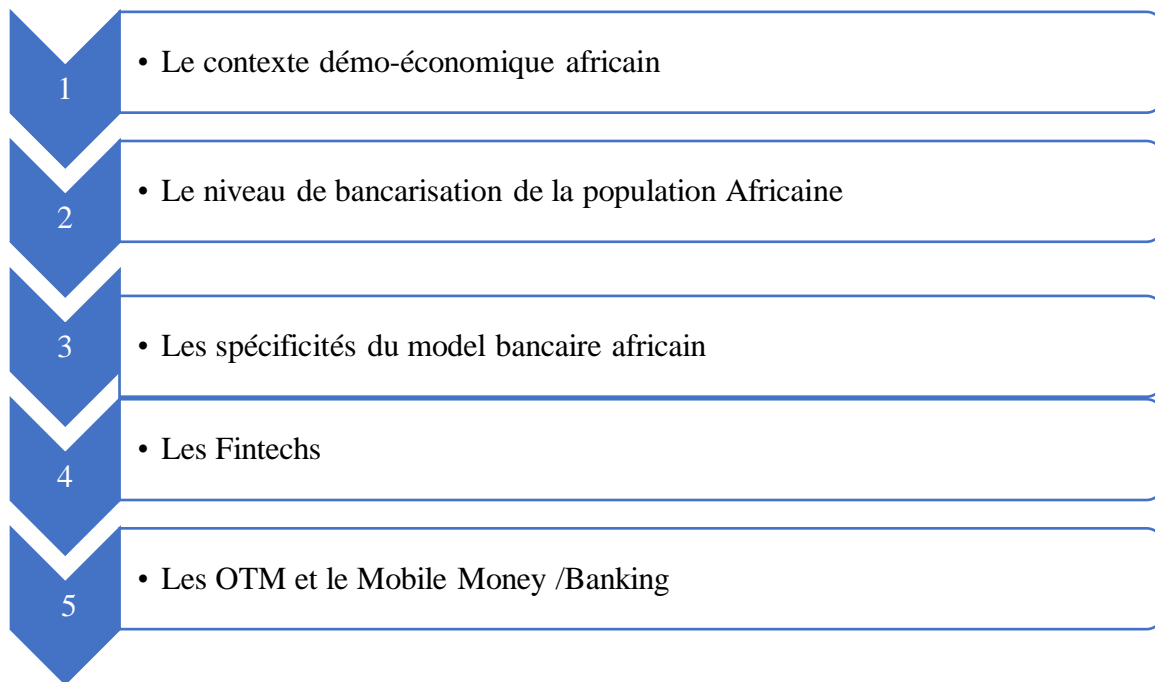 1
• Le contexte démo-économique africain
2
• Le niveau de bancarisation de la population Africaine
3
• Les spécificités du model bancaire africain
4
• Les Fintechs
5
• Les OTM et le Mobile Money /Banking